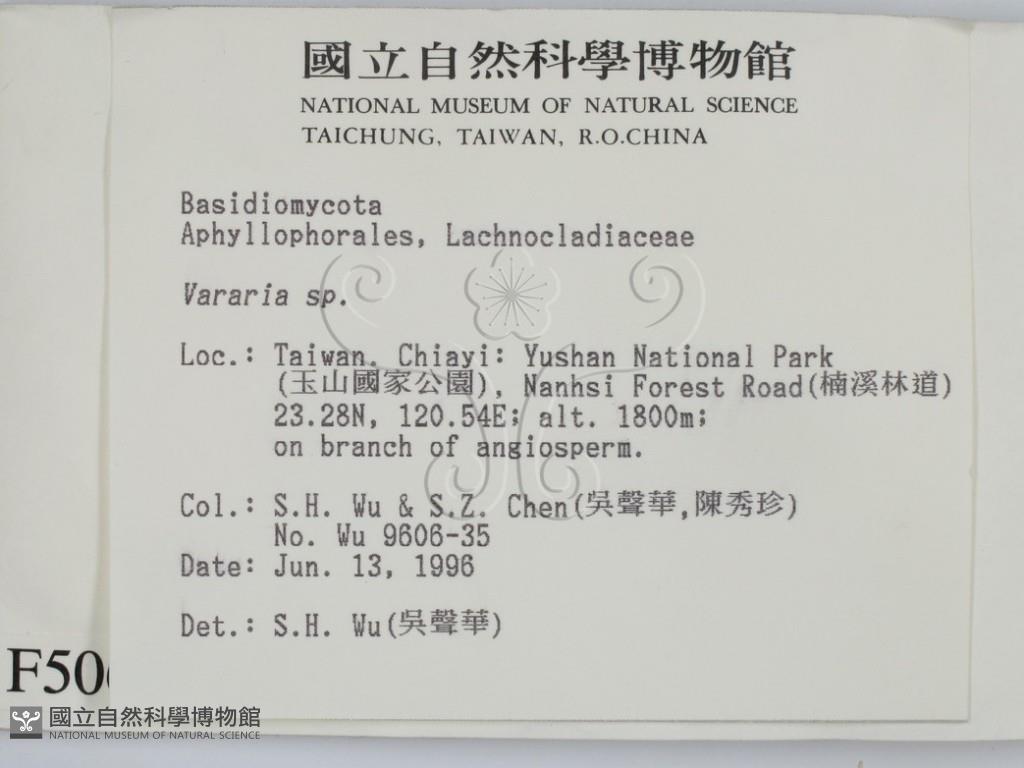 國立自然科學博物館
NATIONAL MUSEUM OF NATURAL SCIENCE
TAICHUNG, TAIWAN, R.O.CHINA
Basidiomycota
Aphyllophorales, Lachnocladiaceae
Vararia sp.
Loc.: Taiwan. Chiayi: Yushan National Park
(玉山國家公園), Nanhsi Forest Road(楠溪林道)
23.28N, 120.54E; alt. 1800m;
on branch of angiosperm.
Col.: S.H. Wu & S.Z. Chen(吳聲華,陳秀珍)
No. Wu 9606-35
Date: Jun. 13, 1996
Det.: S.H. Wu(吳聲華)
F50
國立自然科學博物館
NATIONAL MUSEUM OF NATURAL SCIENCE